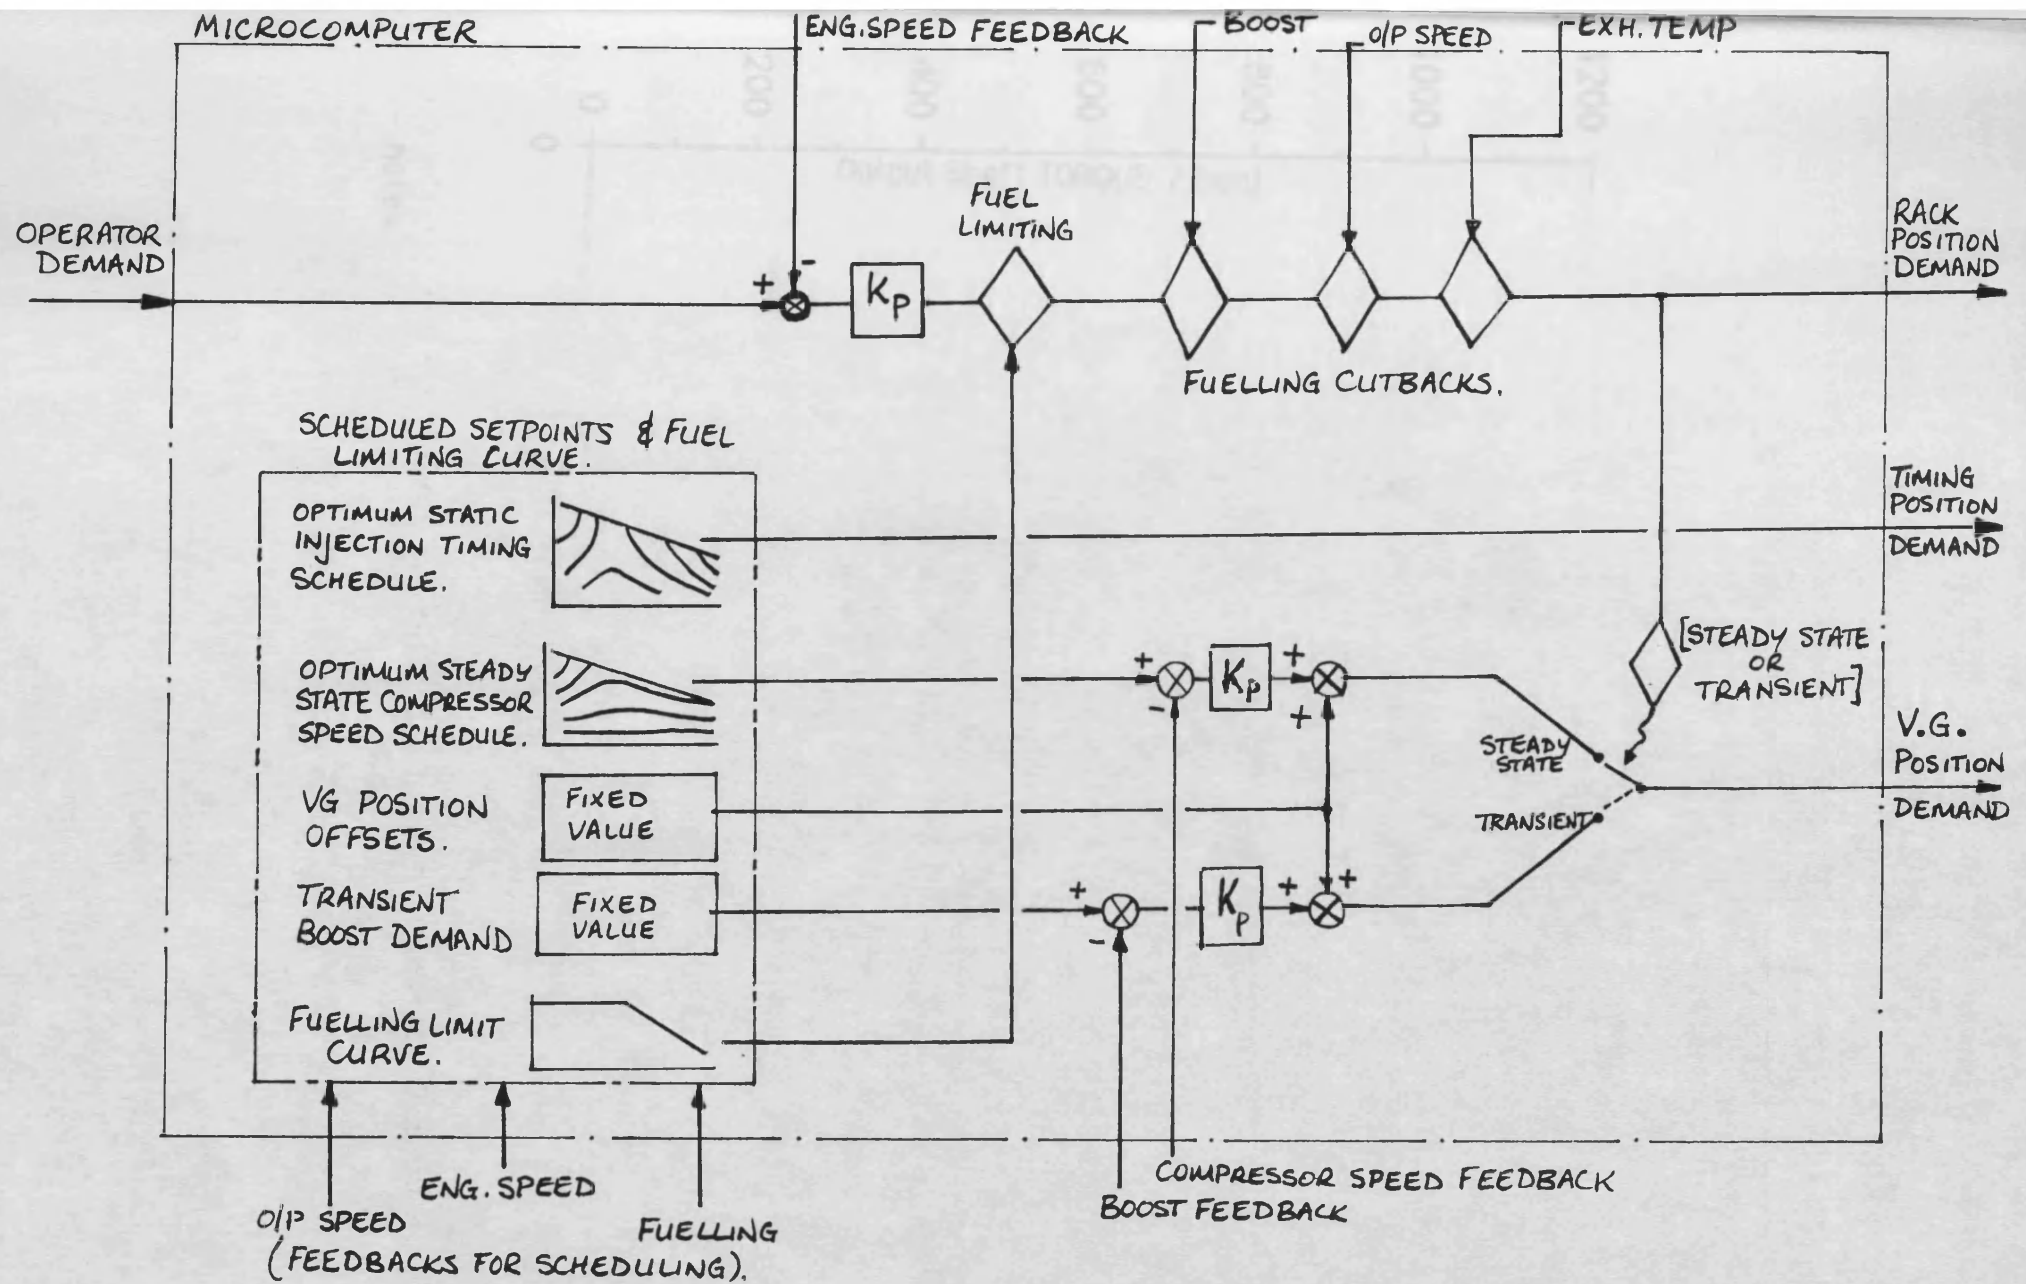 MICROCOMPUTER
ENG. SPEED FEEDBACK
BOOST
O/P SPEED
EXH. TEMP
OPERATOR
DEMAND
+
-
Kp
FUEL
LIMITING
FUELLING CUTBACKS.
RACK
POSITION
DEMAND
SCHEDULED SETPOINTS & FUEL
LIMITING CURVE.
OPTIMUM STATIC
INJECTION TIMING
SCHEDULE.
TIMING
POSITION
DEMAND
OPTIMUM STEADY
STATE COMPRESSOR
SPEED SCHEDULE.
+
-
Kp
+
+
[STEADY STATE
OR
TRANSIENT]
STEADY
STATE
TRANSIENT
V.G.
POSITION
DEMAND
VG POSITION
OFFSETS.
FIXED
VALUE
TRANSIENT
BOOST DEMAND
FIXED
VALUE
+
-
Kp
+
+
FUELLING LIMIT
CURVE.
O/P SPEED
ENG. SPEED
FUELLING
(FEEDBACKS FOR SCHEDULING).
COMPRESSOR SPEED FEEDBACK
BOOST FEEDBACK